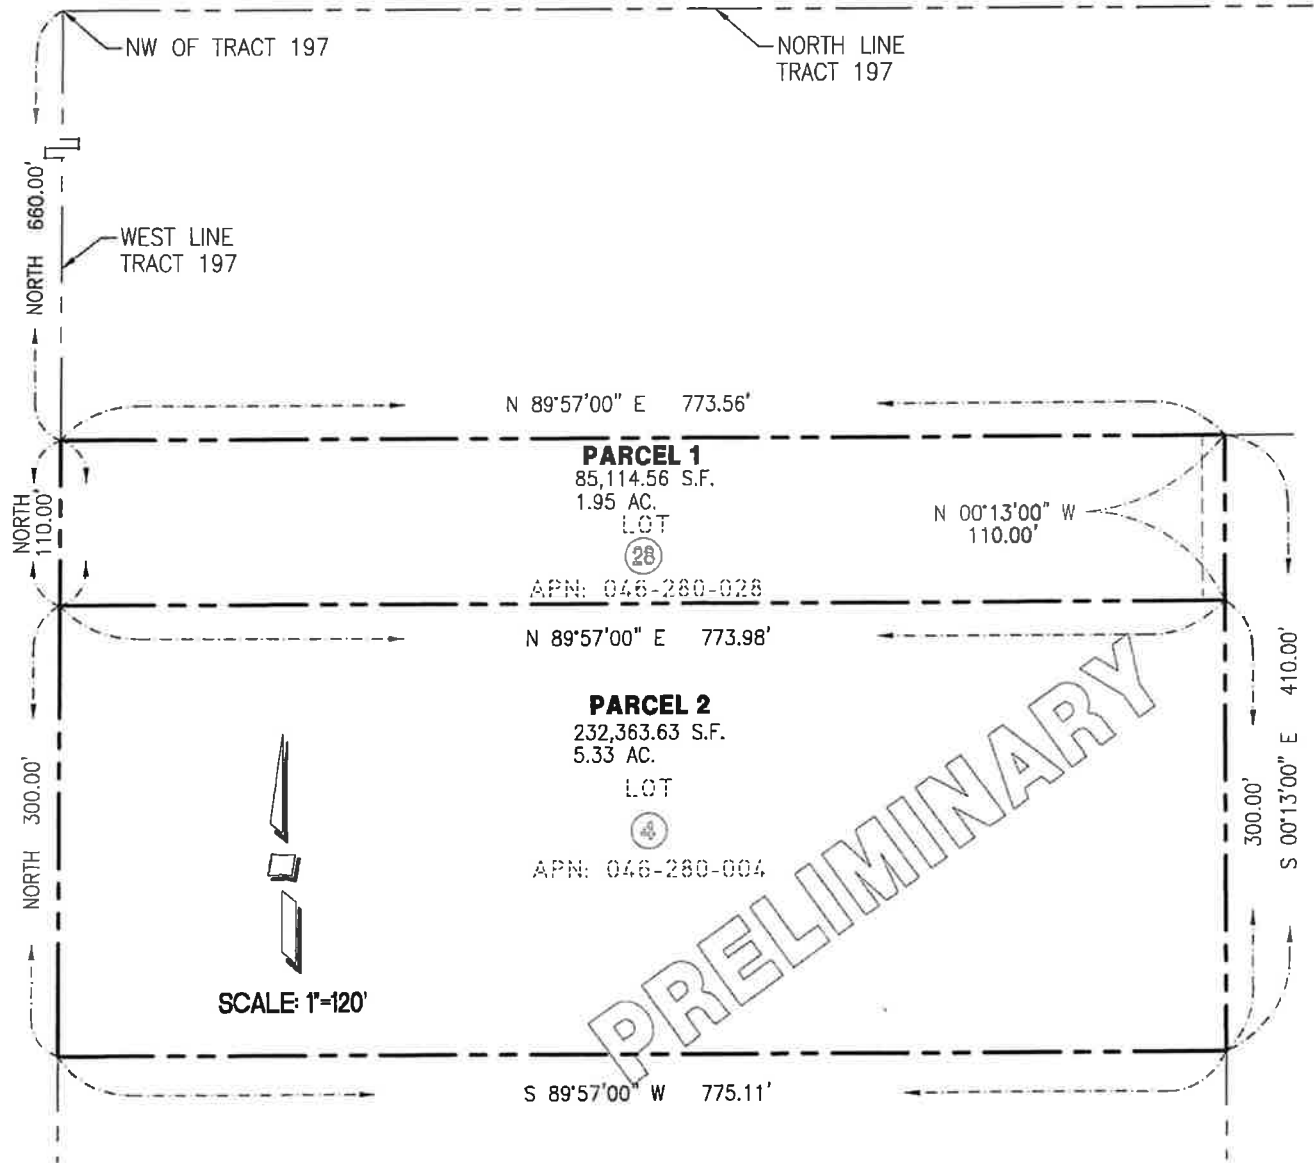 NW OF TRACT 197
NORTH LINE
TRACT 197
NORTH 660.00'
WEST LINE
TRACT 197
N 89°57'00" E 773.56'
PARCEL 1
85,114.56 S.F.
1.95 AC.
LOT
28
APN: 046-280-028
NORTH
110.00'
N 00°13'00" W
110.00'
N 89°57'00" E 773.98'
PARCEL 2
232,363.63 S.F.
5.33 AC.
LOT
4
APN: 046-280-004
NORTH 300.00'
300.00'
S 00°13'00" E 410.00'
SCALE: 1"=120'
PRELIMINARY
S 89°57'00" W 775.11'